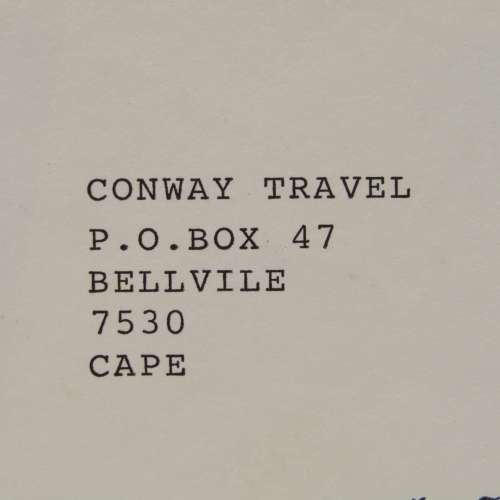 CONWAY TRAVEL
P.O.BOX 47
BELLVILE
7530
CAPE